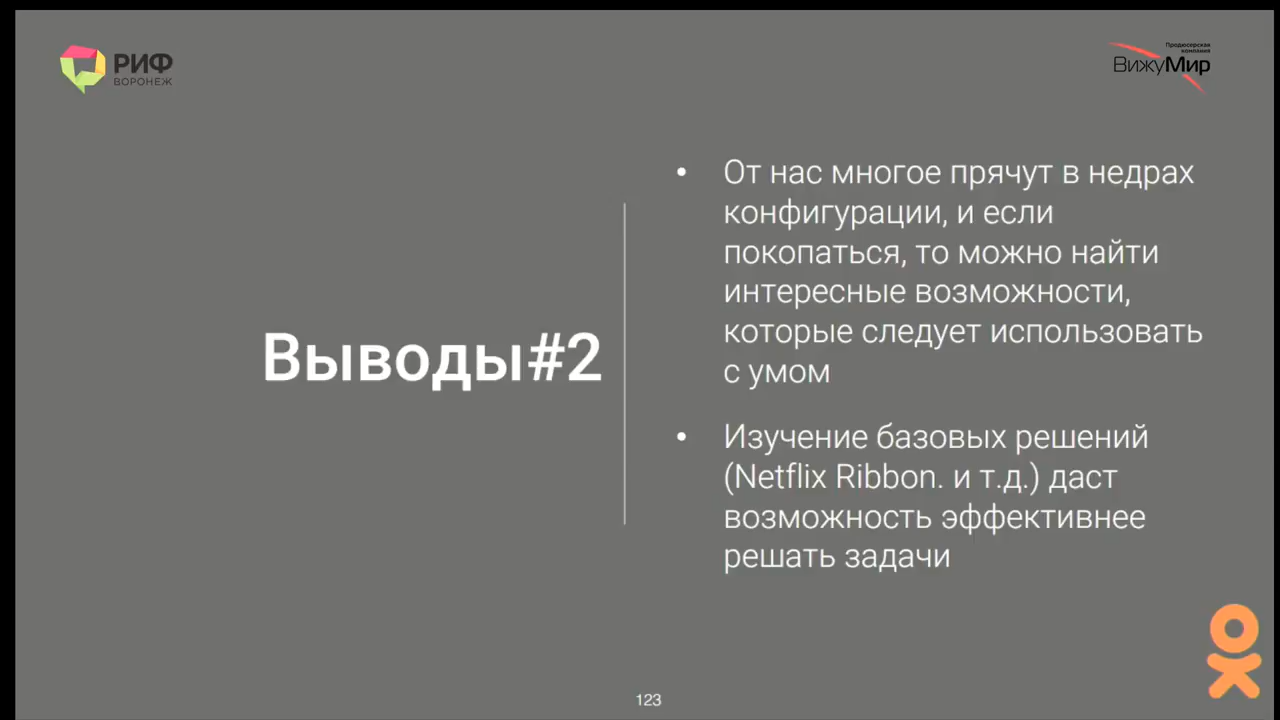 РИФ
ВОРОНЕЖ
Продюсерская
компания
ВижуМир
Выводы#2
• От нас многое прячут в недрах
конфигурации, и если
покопаться, то можно найти
интересные возможности,
которые следует использовать
с умом
• Изучение базовых решений
(Netflix Ribbon. и т.д.) даст
возможность эффективнее
решать задачи
123